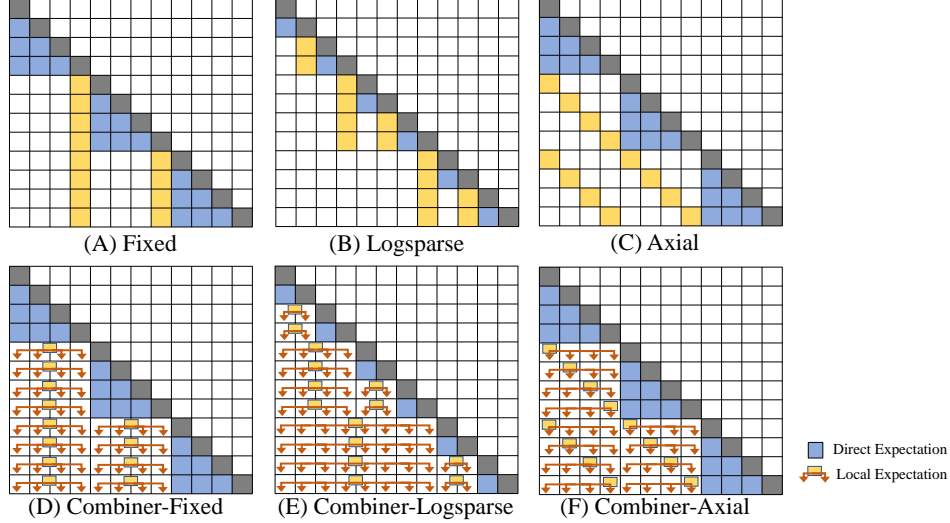 (A) Fixed
(B) Logsparse
(C) Axial
Direct Expectation
Local Expectation
(D) Combiner-Fixed
(E) Combiner-Logsparse
(F) Combiner-Axial